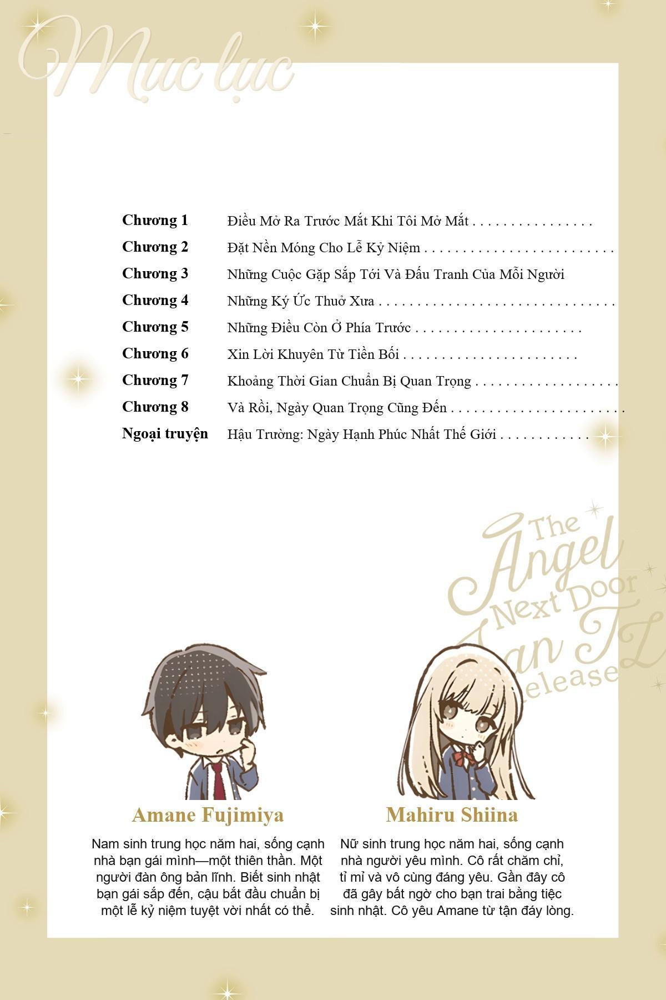 Mục lục
Chương 1 Điều Mở Ra Trước Mắt Khi Tôi Mở Mắt . . . . . . . . . . . . . . . .
Chương 2 Đặt Nền Móng Cho Lễ Kỷ Niệm . . . . . . . . . . . . . . . . . . . . . . . . .
Chương 3 Những Cuộc Gặp Sắp Tới Và Đấu Tranh Của Mỗi Người
Chương 4 Những Ký Ức Thuở Xưa . . . . . . . . . . . . . . . . . . . . . . . . . . . . . . .
Chương 5 Những Điều Còn Ở Phía Trước . . . . . . . . . . . . . . . . . . . . . .
Chương 6 Xin Lời Khuyên Từ Tiền Bối . . . . . . . . . . . . . . . . . . . . . . .
Chương 7 Khoảng Thời Gian Chuẩn Bị Quan Trọng . . . . . . . . . . . . . . . . . . .
Chương 8 Và Rồi, Ngày Quan Trọng Cũng Đến . . . . . . . . . . . . . . . . . . . . . . .
Ngoại truyện Hậu Trường: Ngày Hạnh Phúc Nhất Thế Giới . . . . . . . . . . . .
The
Angel
Next Door
Amane Fujimiya
Nam sinh trung học năm hai, sống cạnh
nhà bạn gái mình—một thiên thần. Một
người đàn ông bản lĩnh. Biết sinh nhật
bạn gái sắp đến, cậu bắt đầu chuẩn bị
một lễ kỷ niệm tuyệt vời nhất có thể.
Mahiru Shiina
Nữ sinh trung học năm hai, sống cạnh
nhà người yêu mình. Cô rất chăm chỉ,
tỉ mỉ và vô cùng đáng yêu. Gần đây cô
đã gây bất ngờ cho bạn trai bằng tiệc
sinh nhật. Cô yêu Amane từ tận đáy lòng.